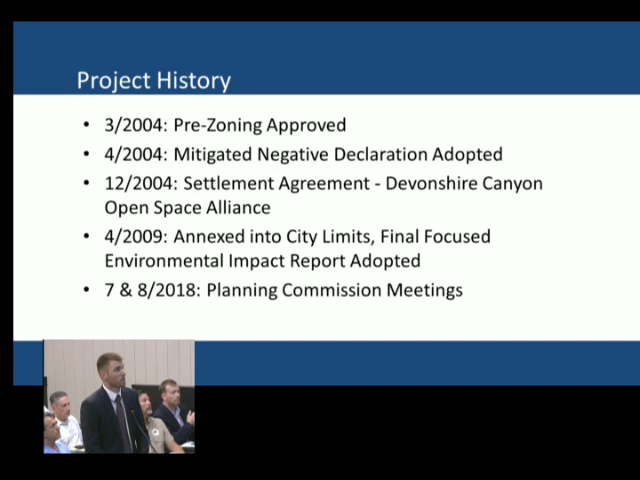 Project History
• 3/2004: Pre-Zoning Approved
• 4/2004: Mitigated Negative Declaration Adopted
• 12/2004: Settlement Agreement - Devonshire Canyon
Open Space Alliance
• 4/2009: Annexed into City Limits, Final Focused
Environmental Impact Report Adopted
• 7 & 8/2018: Planning Commission Meetings